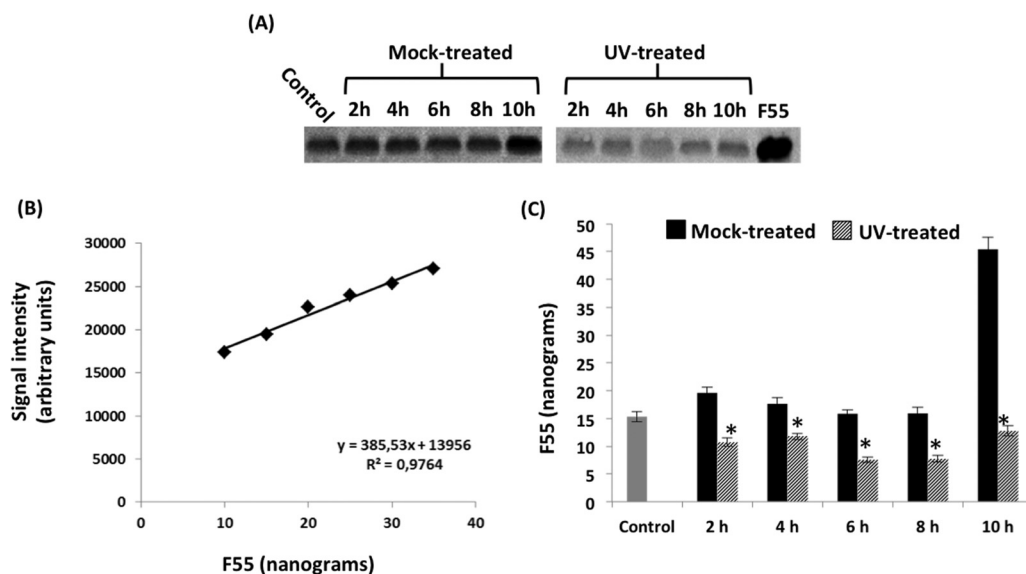 (A)
Mock-treated UV-treated
Control 2h 4h 6h 8h 10h 2h 4h 6h 8h 10h F55
(B)
30000
25000
20000
15000
10000
5000
0
Signal intensity
(arbitrary units)
y = 385,53x + 13956
R² = 0,9764
0 10 20 30 40
F55 (nanograms)
(C)
Mock-treated UV-treated
50
45
40
35
30
25
20
15
10
5
0
F55 (nanograms)
* * * * *
Control 2 h 4 h 6 h 8 h 10 h